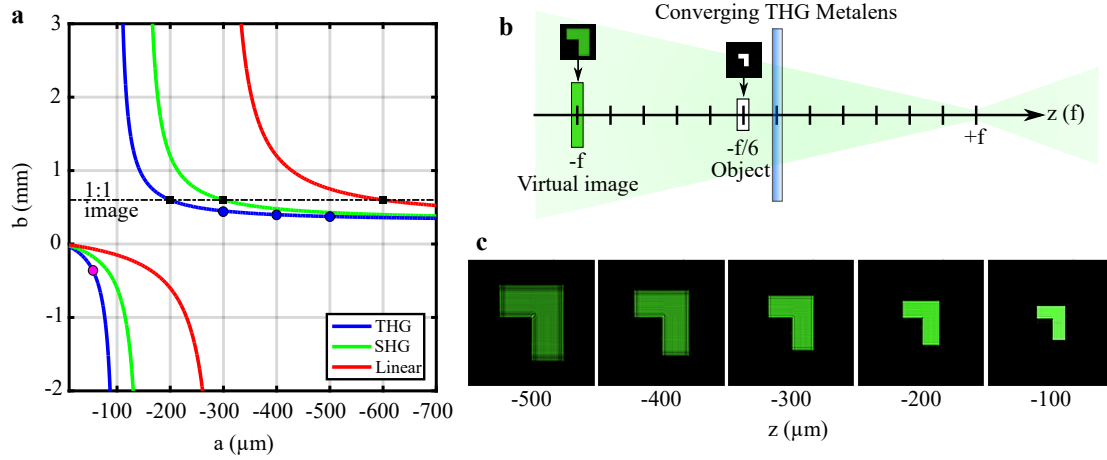 a
3
2
1
0
-1
-2
b (mm)
1:1
image
THG
SHG
Linear
-100 -200 -300 -400 -500 -600 -700
a (µm)
b
Converging THG Metalens
z (f)
-f
Virtual image
-f/6
Object
+f
c
-500 -400 -300 -200 -100
z (µm)